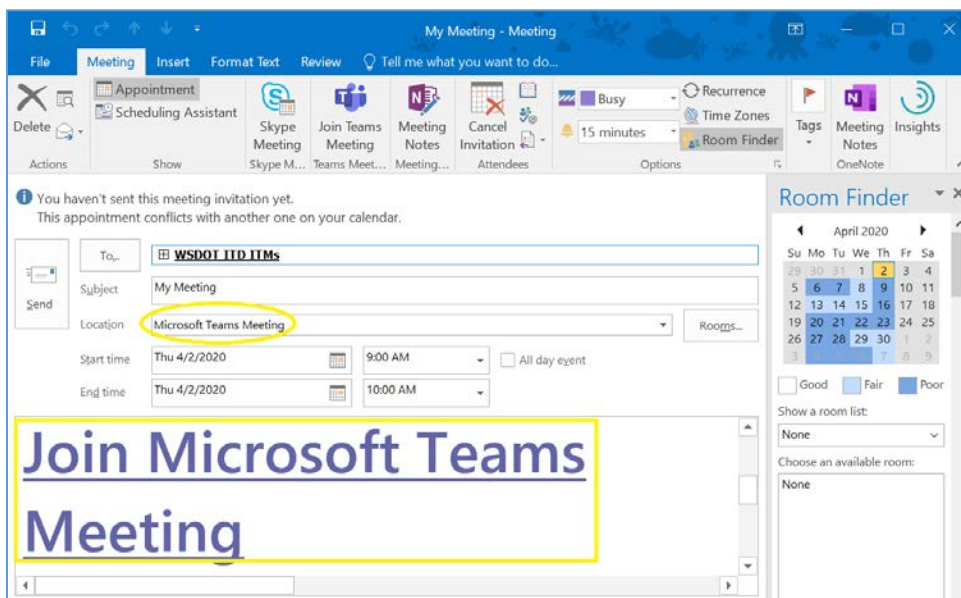 My Meeting - Meeting
File Meeting Insert Format Text Review Tell me what you want to do...
Delete
Actions
Appointment
Scheduling Assistant
Show
Skype
Meeting
Skype M...
Join Teams
Meeting
Teams Meet...
Meeting
Notes
Meeting...
Cancel
Invitation
Attendees
Busy
15 minutes
Recurrence
Time Zones
Room Finder
Options
Tags
Meeting
Notes
OneNote
Insights
You haven't sent this meeting invitation yet.
This appointment conflicts with another one on your calendar.
Send
To... WSDOT ITD ITMs
Subject My Meeting
Location Microsoft Teams Meeting Rooms...
Start time Thu 4/2/2020 9:00 AM All day event
End time Thu 4/2/2020 10:00 AM
Join Microsoft Teams
Meeting
Room Finder
April 2020
Su Mo Tu We Th Fr Sa
29 30 31 1 2 3 4
5 6 7 8 9 10 11
12 13 14 15 16 17 18
19 20 21 22 23 24 25
26 27 28 29 30 1 2
3 7 8 9
Good Fair Poor
Show a room list:
None
Choose an available room:
None